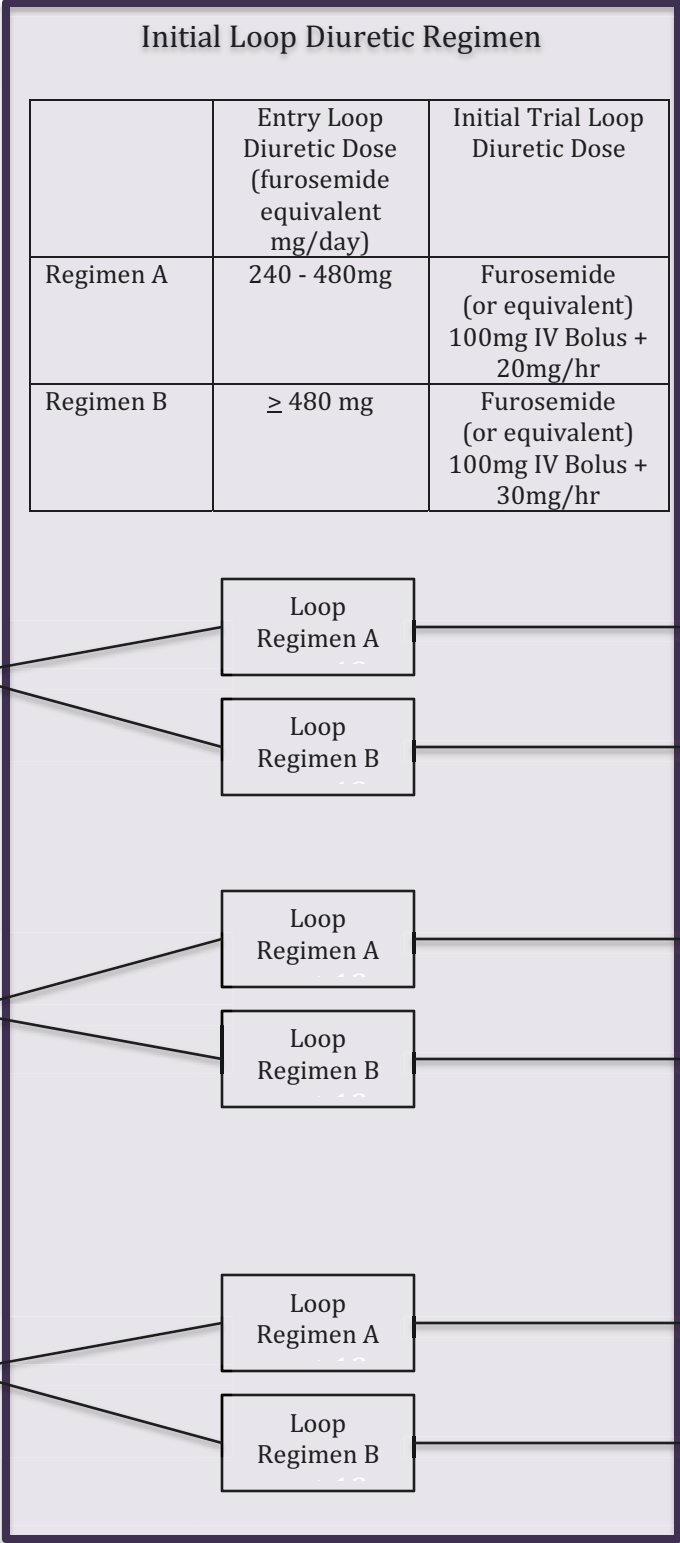 Initial Loop Diuretic Regimen
Entry Loop
Diuretic Dose
(furosemide
equivalent
mg/day)
Initial Trial Loop
Diuretic Dose
Regimen A
240 - 480mg
Furosemide
(or equivalent)
100mg IV Bolus +
20mg/hr
Regimen B
≥ 480 mg
Furosemide
(or equivalent)
100mg IV Bolus +
30mg/hr
Loop
Regimen A
Loop
Regimen B
Loop
Regimen A
Loop
Regimen B
Loop
Regimen A
Loop
Regimen B